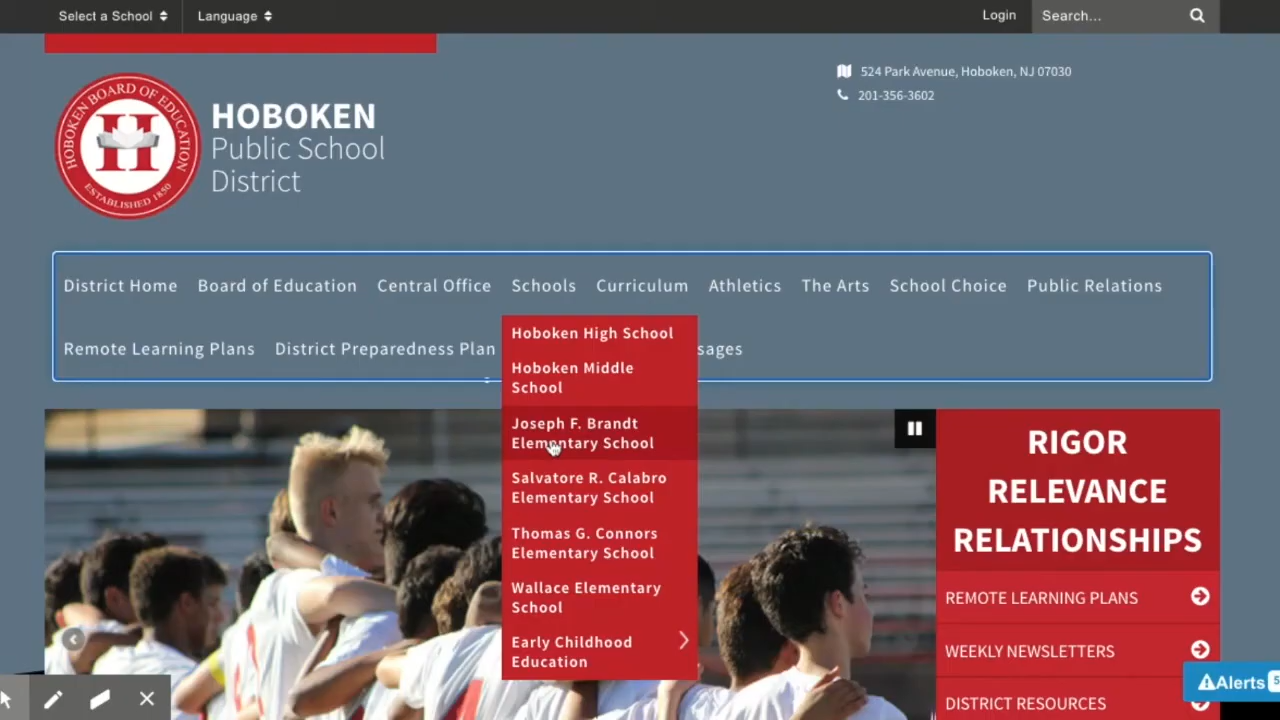 Select a School
Language
Login
Search...
HOBOKEN BOARD OF EDUCATION
H
ESTABLISHED 1850
HOBOKEN
Public School
District
524 Park Avenue, Hoboken, NJ 07030
201-356-3602
District Home
Board of Education
Central Office
Schools
Curriculum
Athletics
The Arts
School Choice
Public Relations
Remote Learning Plans
District Preparedness Plan
sages
Hoboken High School
Hoboken Middle
School
Joseph F. Brandt
Elementary School
Salvatore R. Calabro
Elementary School
Thomas G. Connors
Elementary School
Wallace Elementary
School
Early Childhood
Education
RIGOR
RELEVANCE
RELATIONSHIPS
REMOTE LEARNING PLANS
WEEKLY NEWSLETTERS
DISTRICT RESOURCES
Alerts 5